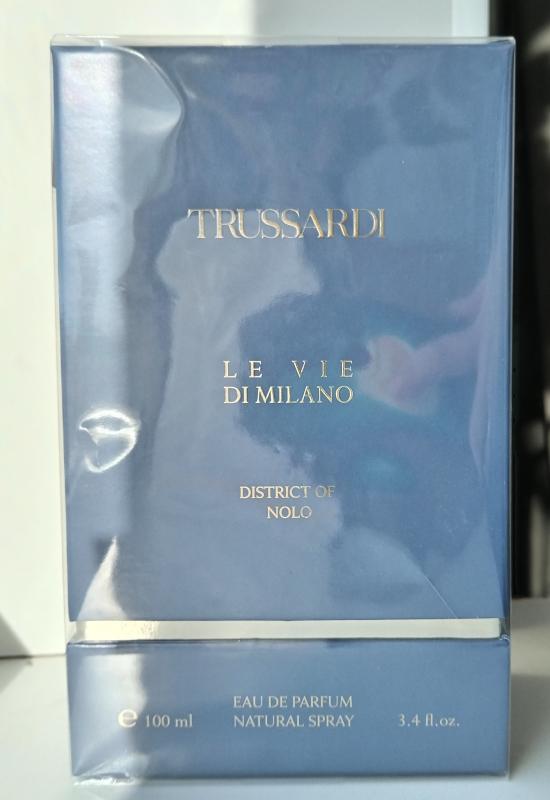 TRUSSARDI
LE VIE
DI MILANO
DISTRICT OF
NOLO
EAU DE PARFUM
℮ 100 ml NATURAL SPRAY 3.4 fl.oz.